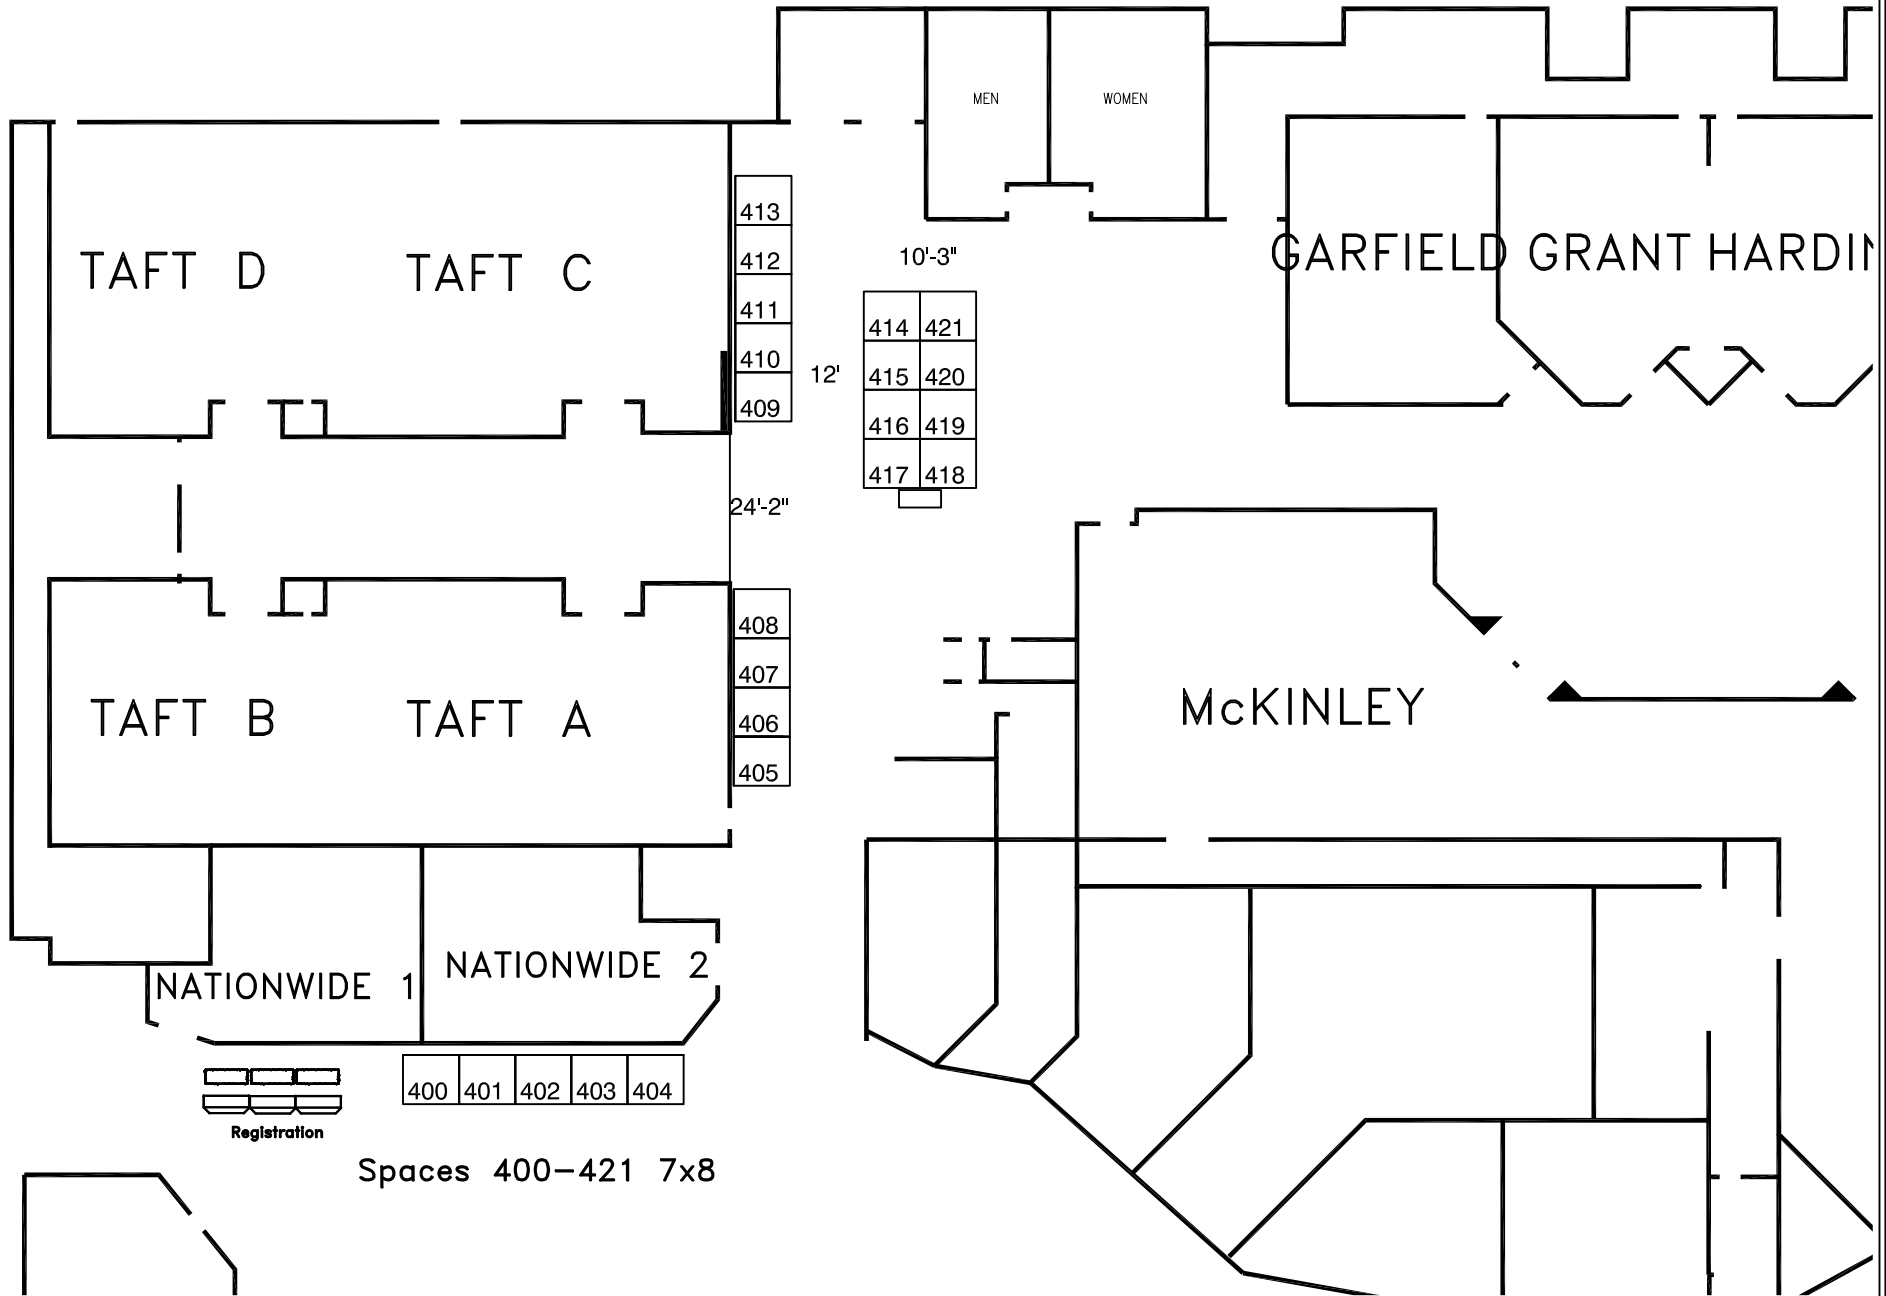 MEN
WOMEN
413
412
411
410
409
TAFT D
TAFT C
10'-3"
12'
414 421
415 420
416 419
417 418
GARFIELD
GRANT
HARDIN
24'-2"
408
407
406
405
TAFT B
TAFT A
McKINLEY
NATIONWIDE 1
NATIONWIDE 2
400 401 402 403 404
Registration
Spaces 400-421 7x8